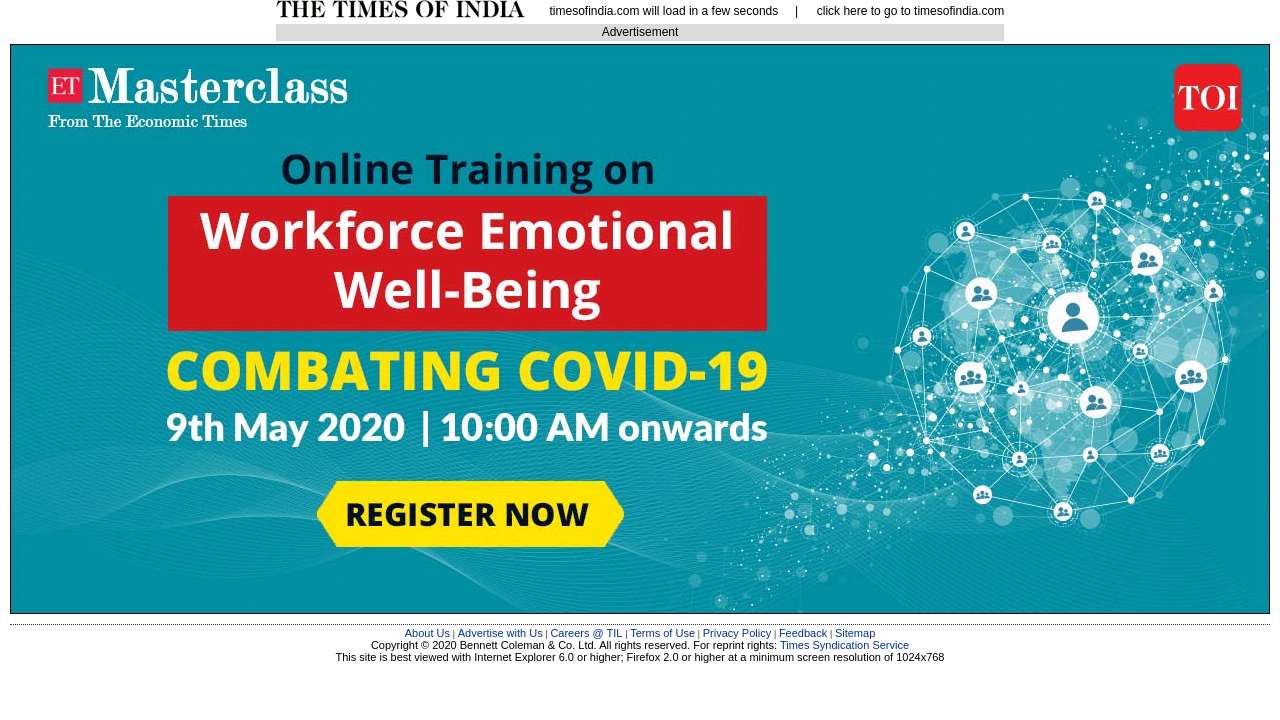 THE TIMES OF INDIA timesofindia.com will load in a few seconds | click here to go to timesofindia.com
Advertisement
ET Masterclass
From The Economic Times
TOI
Online Training on
Workforce Emotional
Well-Being
COMBATING COVID-19
9th May 2020 | 10:00 AM onwards
REGISTER NOW
About Us | Advertise with Us | Careers @ TIL | Terms of Use | Privacy Policy | Feedback | Sitemap
Copyright © 2020 Bennett Coleman & Co. Ltd. All rights reserved. For reprint rights: Times Syndication Service
This site is best viewed with Internet Explorer 6.0 or higher; Firefox 2.0 or higher at a minimum screen resolution of 1024x768